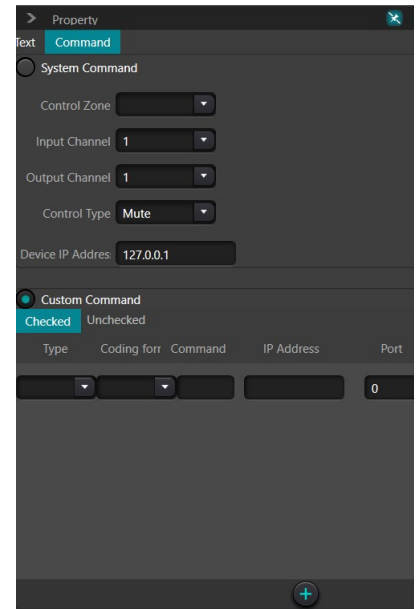 Property
Text Command
System Command
Control Zone
Input Channel 1
Output Channel 1
Control Type Mute
Device IP Addres 127.0.0.1
Custom Command
Checked Unchecked
Type Coding forr Command IP Address Port
0